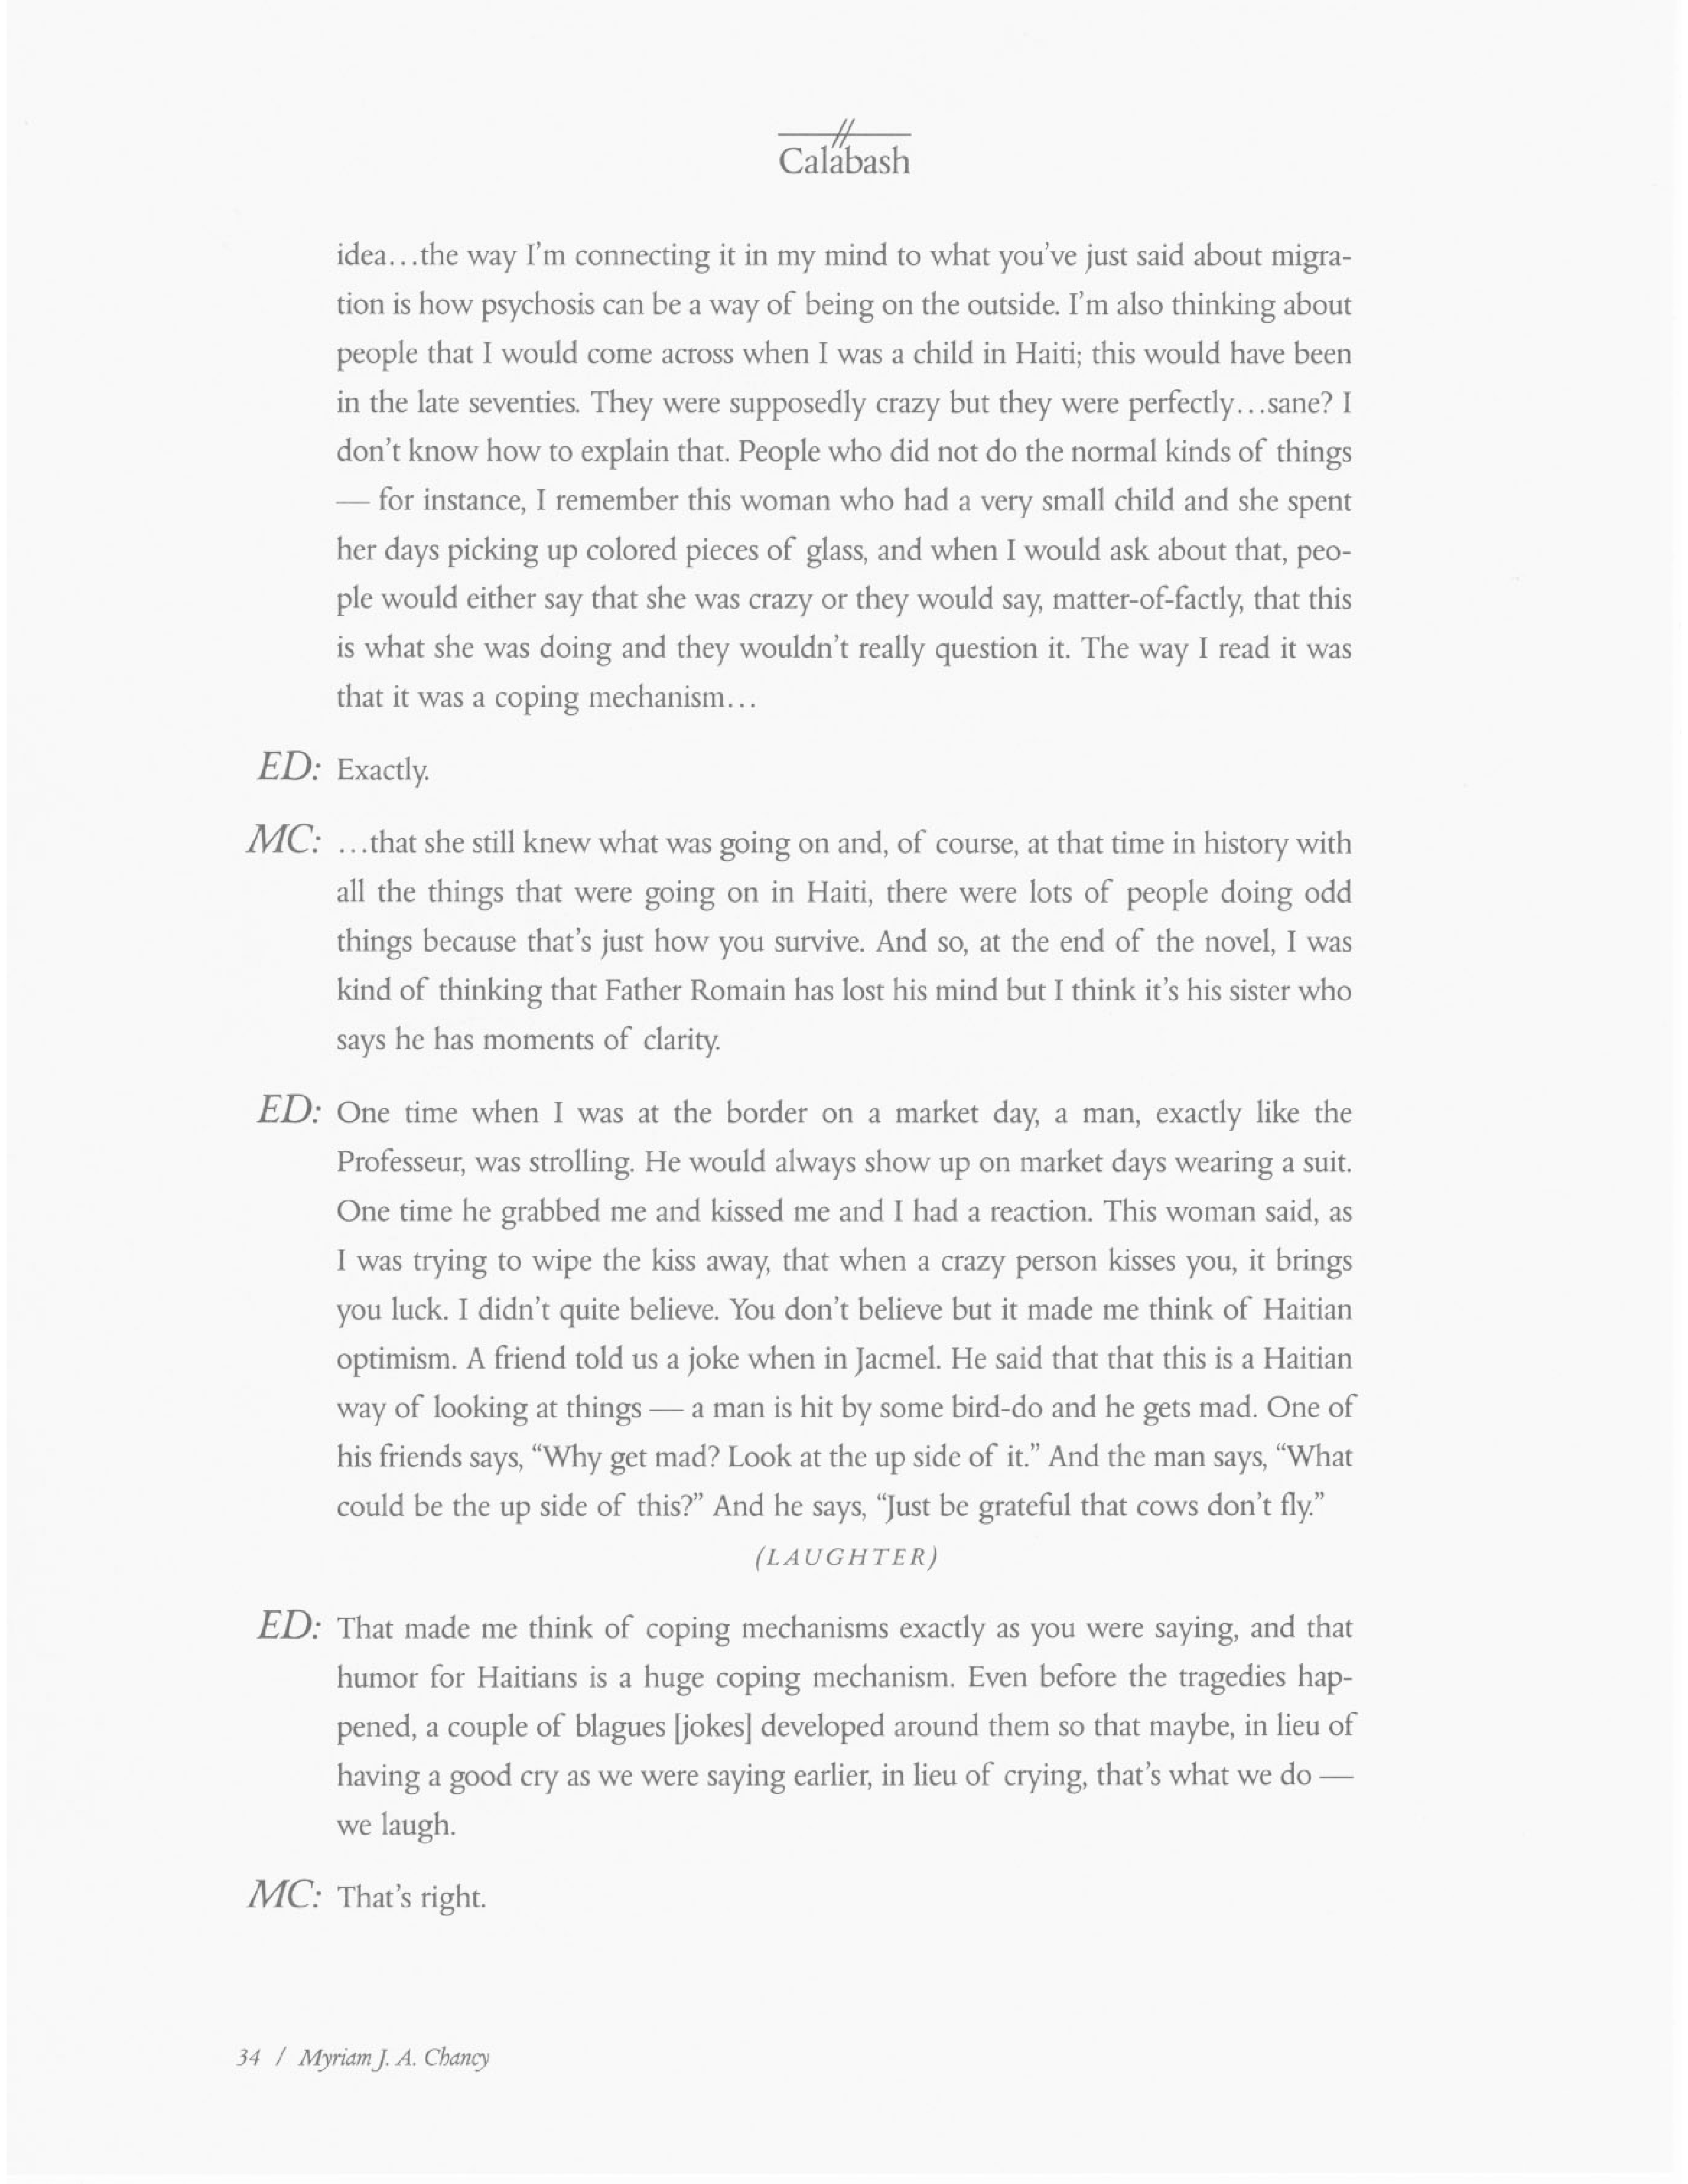 Calabash
idea...the way I'm connecting it in my mind to what you've just said about migra-
tion is how psychosis can be a way of being on the outside. I'm also thinking about
people that I would come across when I was a child in Haiti; this would have been
in the late seventies. They were supposedly crazy but they were perfectly...sane? I
don't know how to explain that. People who did not do the normal kinds of things
— for instance, I remember this woman who had a very small child and she spent
her days picking up colored pieces of glass, and when I would ask about that, peo-
ple would either say that she was crazy or they would say, matter-of-factly, that this
is what she was doing and they wouldn't really question it. The way I read it was
that it was a coping mechanism...
ED: Exactly.
MC: ...that she still knew what was going on and, of course, at that time in history with
all the things that were going on in Haiti, there were lots of people doing odd
things because that's just how you survive. And so, at the end of the novel, I was
kind of thinking that Father Romain has lost his mind but I think it's his sister who
says he has moments of clarity.
ED: One time when I was at the border on a market day, a man, exactly like the
Professeur, was strolling. He would always show up on market days wearing a suit.
One time he grabbed me and kissed me and I had a reaction. This woman said, as
I was trying to wipe the kiss away, that when a crazy person kisses you, it brings
you luck. I didn't quite believe. You don't believe but it made me think of Haitian
optimism. A friend told us a joke when in Jacmel. He said that that this is a Haitian
way of looking at things — a man is hit by some bird-do and he gets mad. One of
his friends says, “Why get mad? Look at the up side of it.” And the man says, “What
could be the up side of this?” And he says, “Just be grateful that cows don't fly.”
(LAUGHTER)
ED: That made me think of coping mechanisms exactly as you were saying, and that
humor for Haitians is a huge coping mechanism. Even before the tragedies hap-
pened, a couple of blagues [jokes] developed around them so that maybe, in lieu of
having a good cry as we were saying earlier, in lieu of crying, that's what we do —
we laugh.
MC: That's right.
34 / Myriam J. A. Chancy